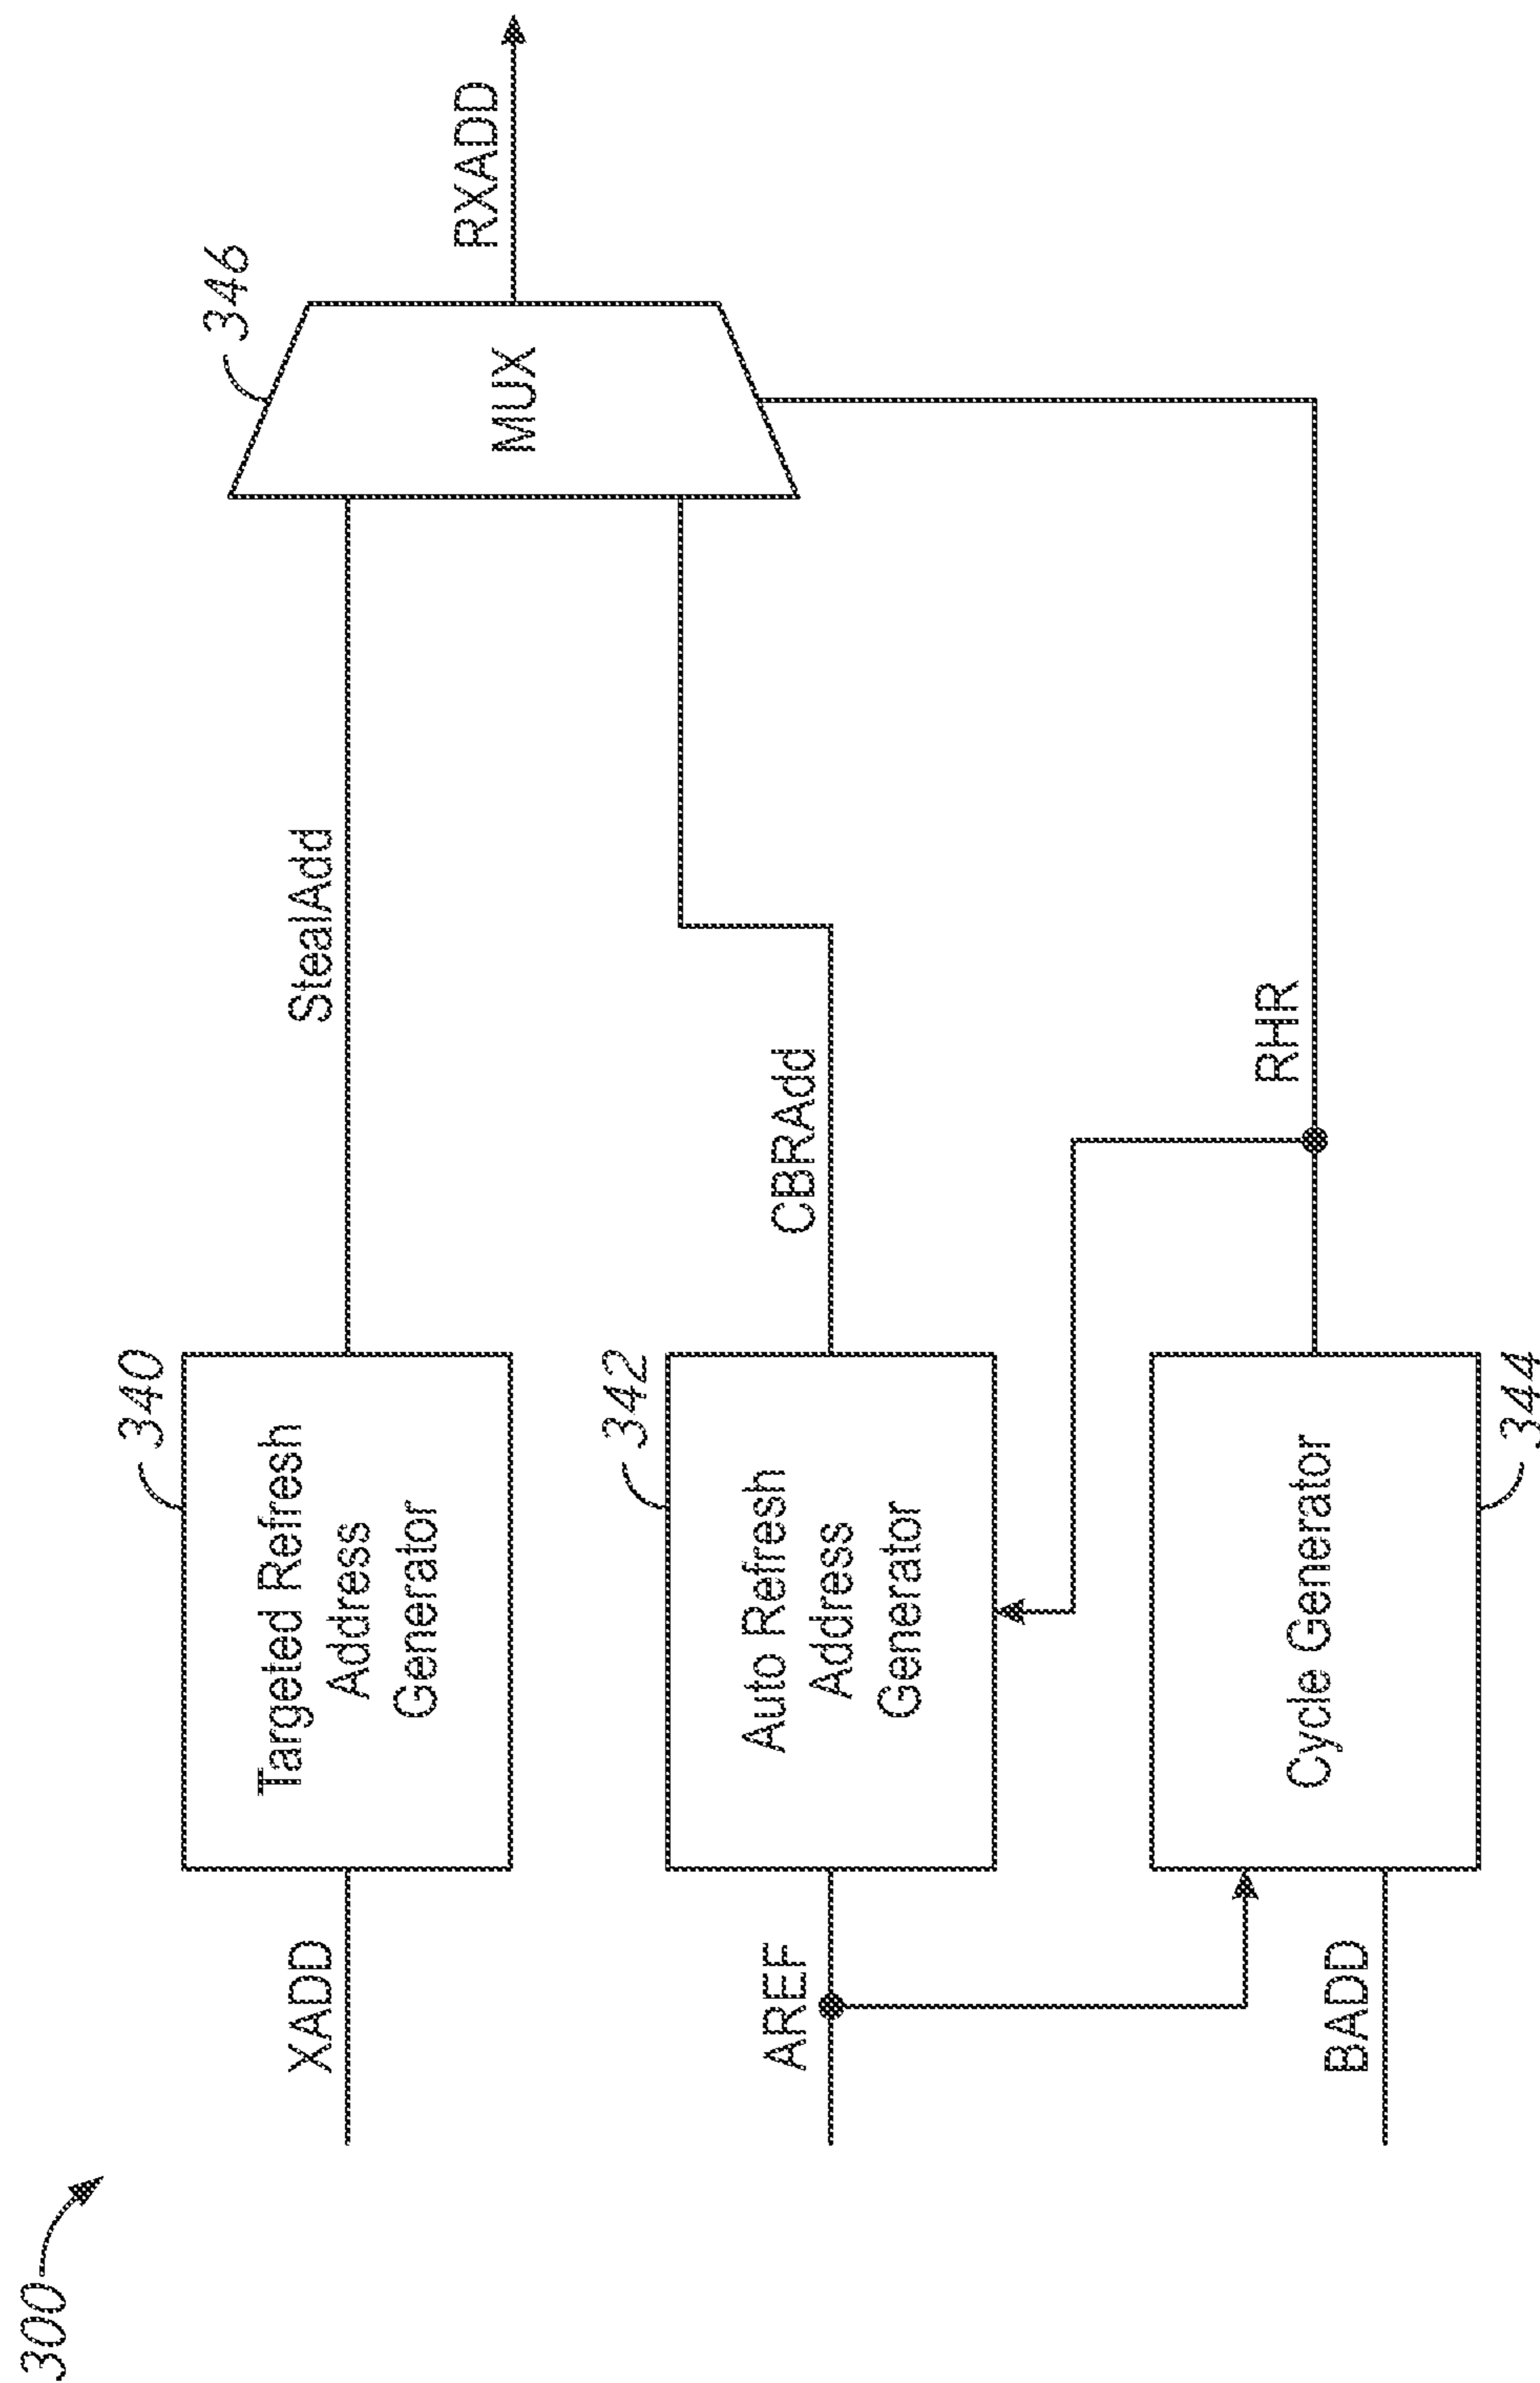 300
XADD
340
Targeted Refresh
Address
Generator
StealAdd
346
MUX
RXADD
AREF
342
Auto Refresh
Address
Generator
CBRAdd
BADD
Cycle Generator
344
RHR